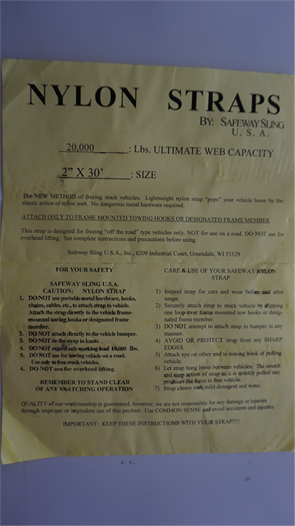 NYLON STRAPS
BY: SAFEWAY SLING
U. S. A.
20,000 : Lbs. ULTIMATE WEB CAPACITY
2" X 30' : SIZE
The NEW METHOD of freeing stuck vehicles. Lightweight nylon strap "pops" your vehicle loose by the
elastic action of nylon web. No dangerous metal hardware required.
ATTACH ONLY TO FRAME MOUNTED TOWING HOOKS OR DESIGNATED FRAME MEMBER
This strap is designed for freeing "off the road" type vehicles only. NOT for use on a road. DO NOT use for
overhead lifting. See complete instructions and precautions before using.
Safeway Sling U.S.A., Inc., 6209 Industrial Court, Greendale, WI 53129
FOR YOUR SAFETY
SAFEWAY SLING U.S.A.
CAUTION: NYLON STRAP
1. DO NOT use portable metal hardware, hooks,
chains, cables, etc., to attach strap to vehicle.
Attach the strap directly to the vehicle frame-
mounted towing hooks or designated frame
member.
2. DO NOT attach directly to the vehicle bumper.
3. DO NOT tie the strap in knots.
4. DO NOT exceed safe working load 10,000 lbs.
5. DO NOT use for towing vehicle on a road.
Use only to free stuck vehicles.
6. DO NOT use for overhead lifting.
REMEMBER TO STAND CLEAR
OF ANY SNATCHING OPERATION
CARE & USE OF YOUR SAFEWAY NYLON
STRAP
1) Inspect strap for cuts and wear before and after
usage.
2) Securely attach strap to stuck vehicle by slipping
one loop over frame mounted tow hooks or desig-
nated frame member.
3) DO NOT attempt to attach strap to bumper in any
manner.
4) AVOID OR PROTECT strap from any SHARP
EDGES.
5) Attach eye on other end to towing hook of pulling
vehicle.
6) Let strap hang loose between vehicles. The stretch
and snap action of strap as it is quickly pulled taut
produces the force to free vehicle.
7) Strap cleans well, mild detergent and water.
QUALITY of our workmanship is guaranteed, however, we are not responsible for any damage or injuries
through improper or imprudent use of this product. Use COMMON SENSE and avoid accidents and injuries.
IMPORTANT: KEEP THESE INSTRUCTIONS WITH YOUR STRAP!!!!